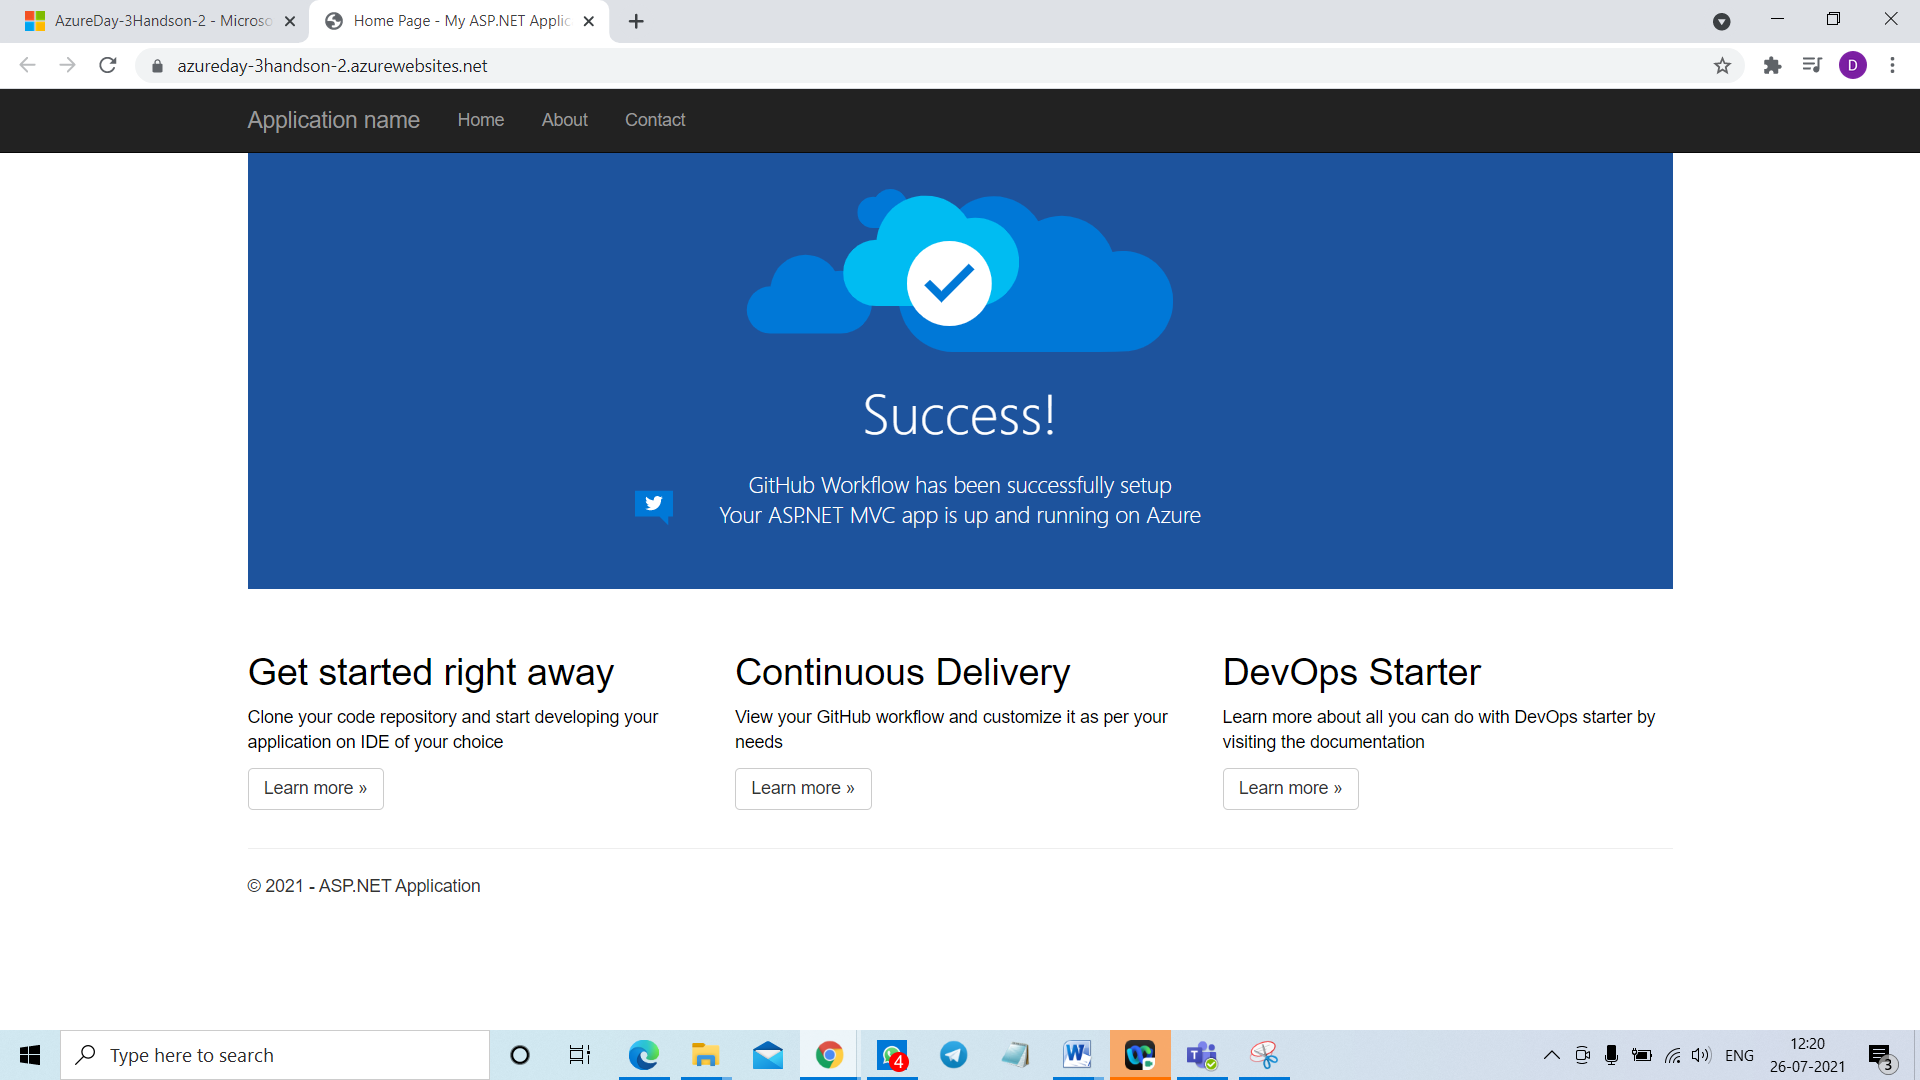 AzureDay-3Handson-2 - Microso
Home Page - My ASP.NET Applic
azureday-3handson-2.azurewebsites.net
D
Application name
Home
About
Contact
Success!
GitHub Workflow has been successfully setup
Your ASP.NET MVC app is up and running on Azure
Get started right away
Clone your code repository and start developing your
application on IDE of your choice
Learn more »
Continuous Delivery
View your GitHub workflow and customize it as per your
needs
Learn more »
DevOps Starter
Learn more about all you can do with DevOps starter by
visiting the documentation
Learn more »
© 2021 - ASP.NET Application
Type here to search
4
ENG
12:20
26-07-2021
3